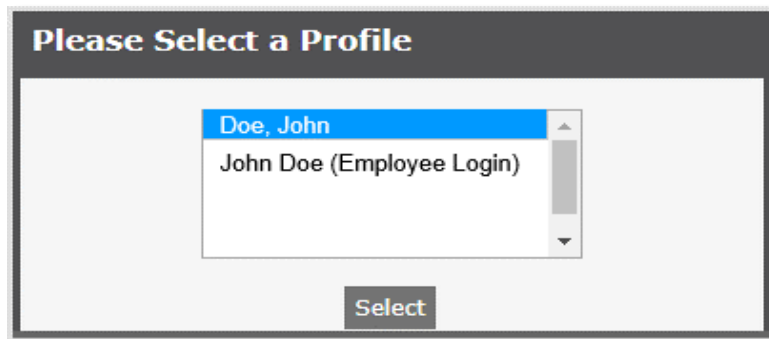 Please Select a Profile
Doe, John
John Doe (Employee Login)
Select